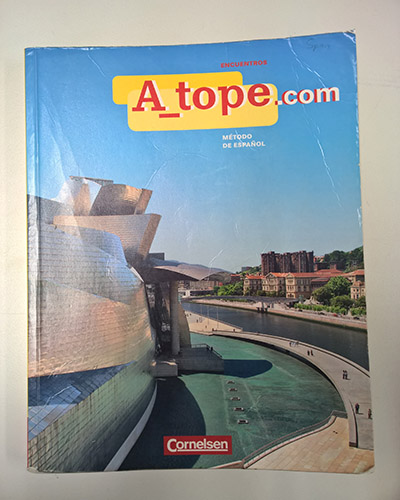 ENCUENTROS
A_tope.com
MÉTODO
DE ESPAÑOL
Cornelsen